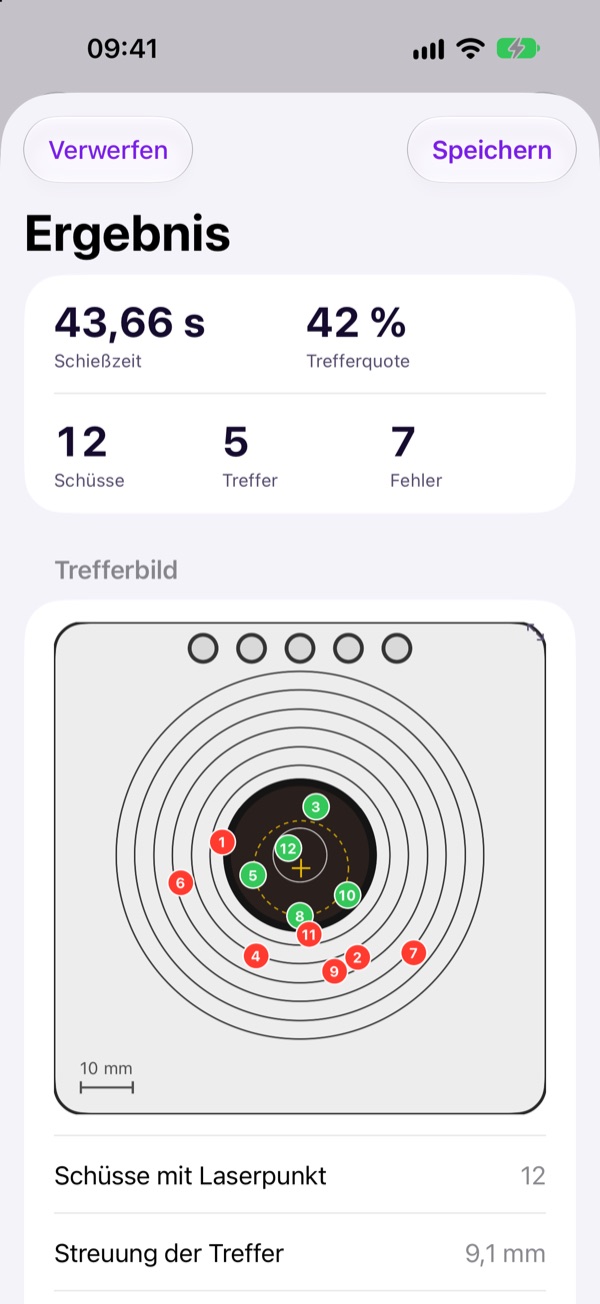 09:41
Verwerfen
Speichern
Ergebnis
43,66 s
42 %
Schießzeit
Trefferquote
12
5
7
Schüsse
Treffer
Fehler
Trefferbild
3
1
12
5
6
10
8
11
4
2
7
9
10 mm
Schüsse mit Laserpunkt
12
Streuung der Treffer
9,1 mm